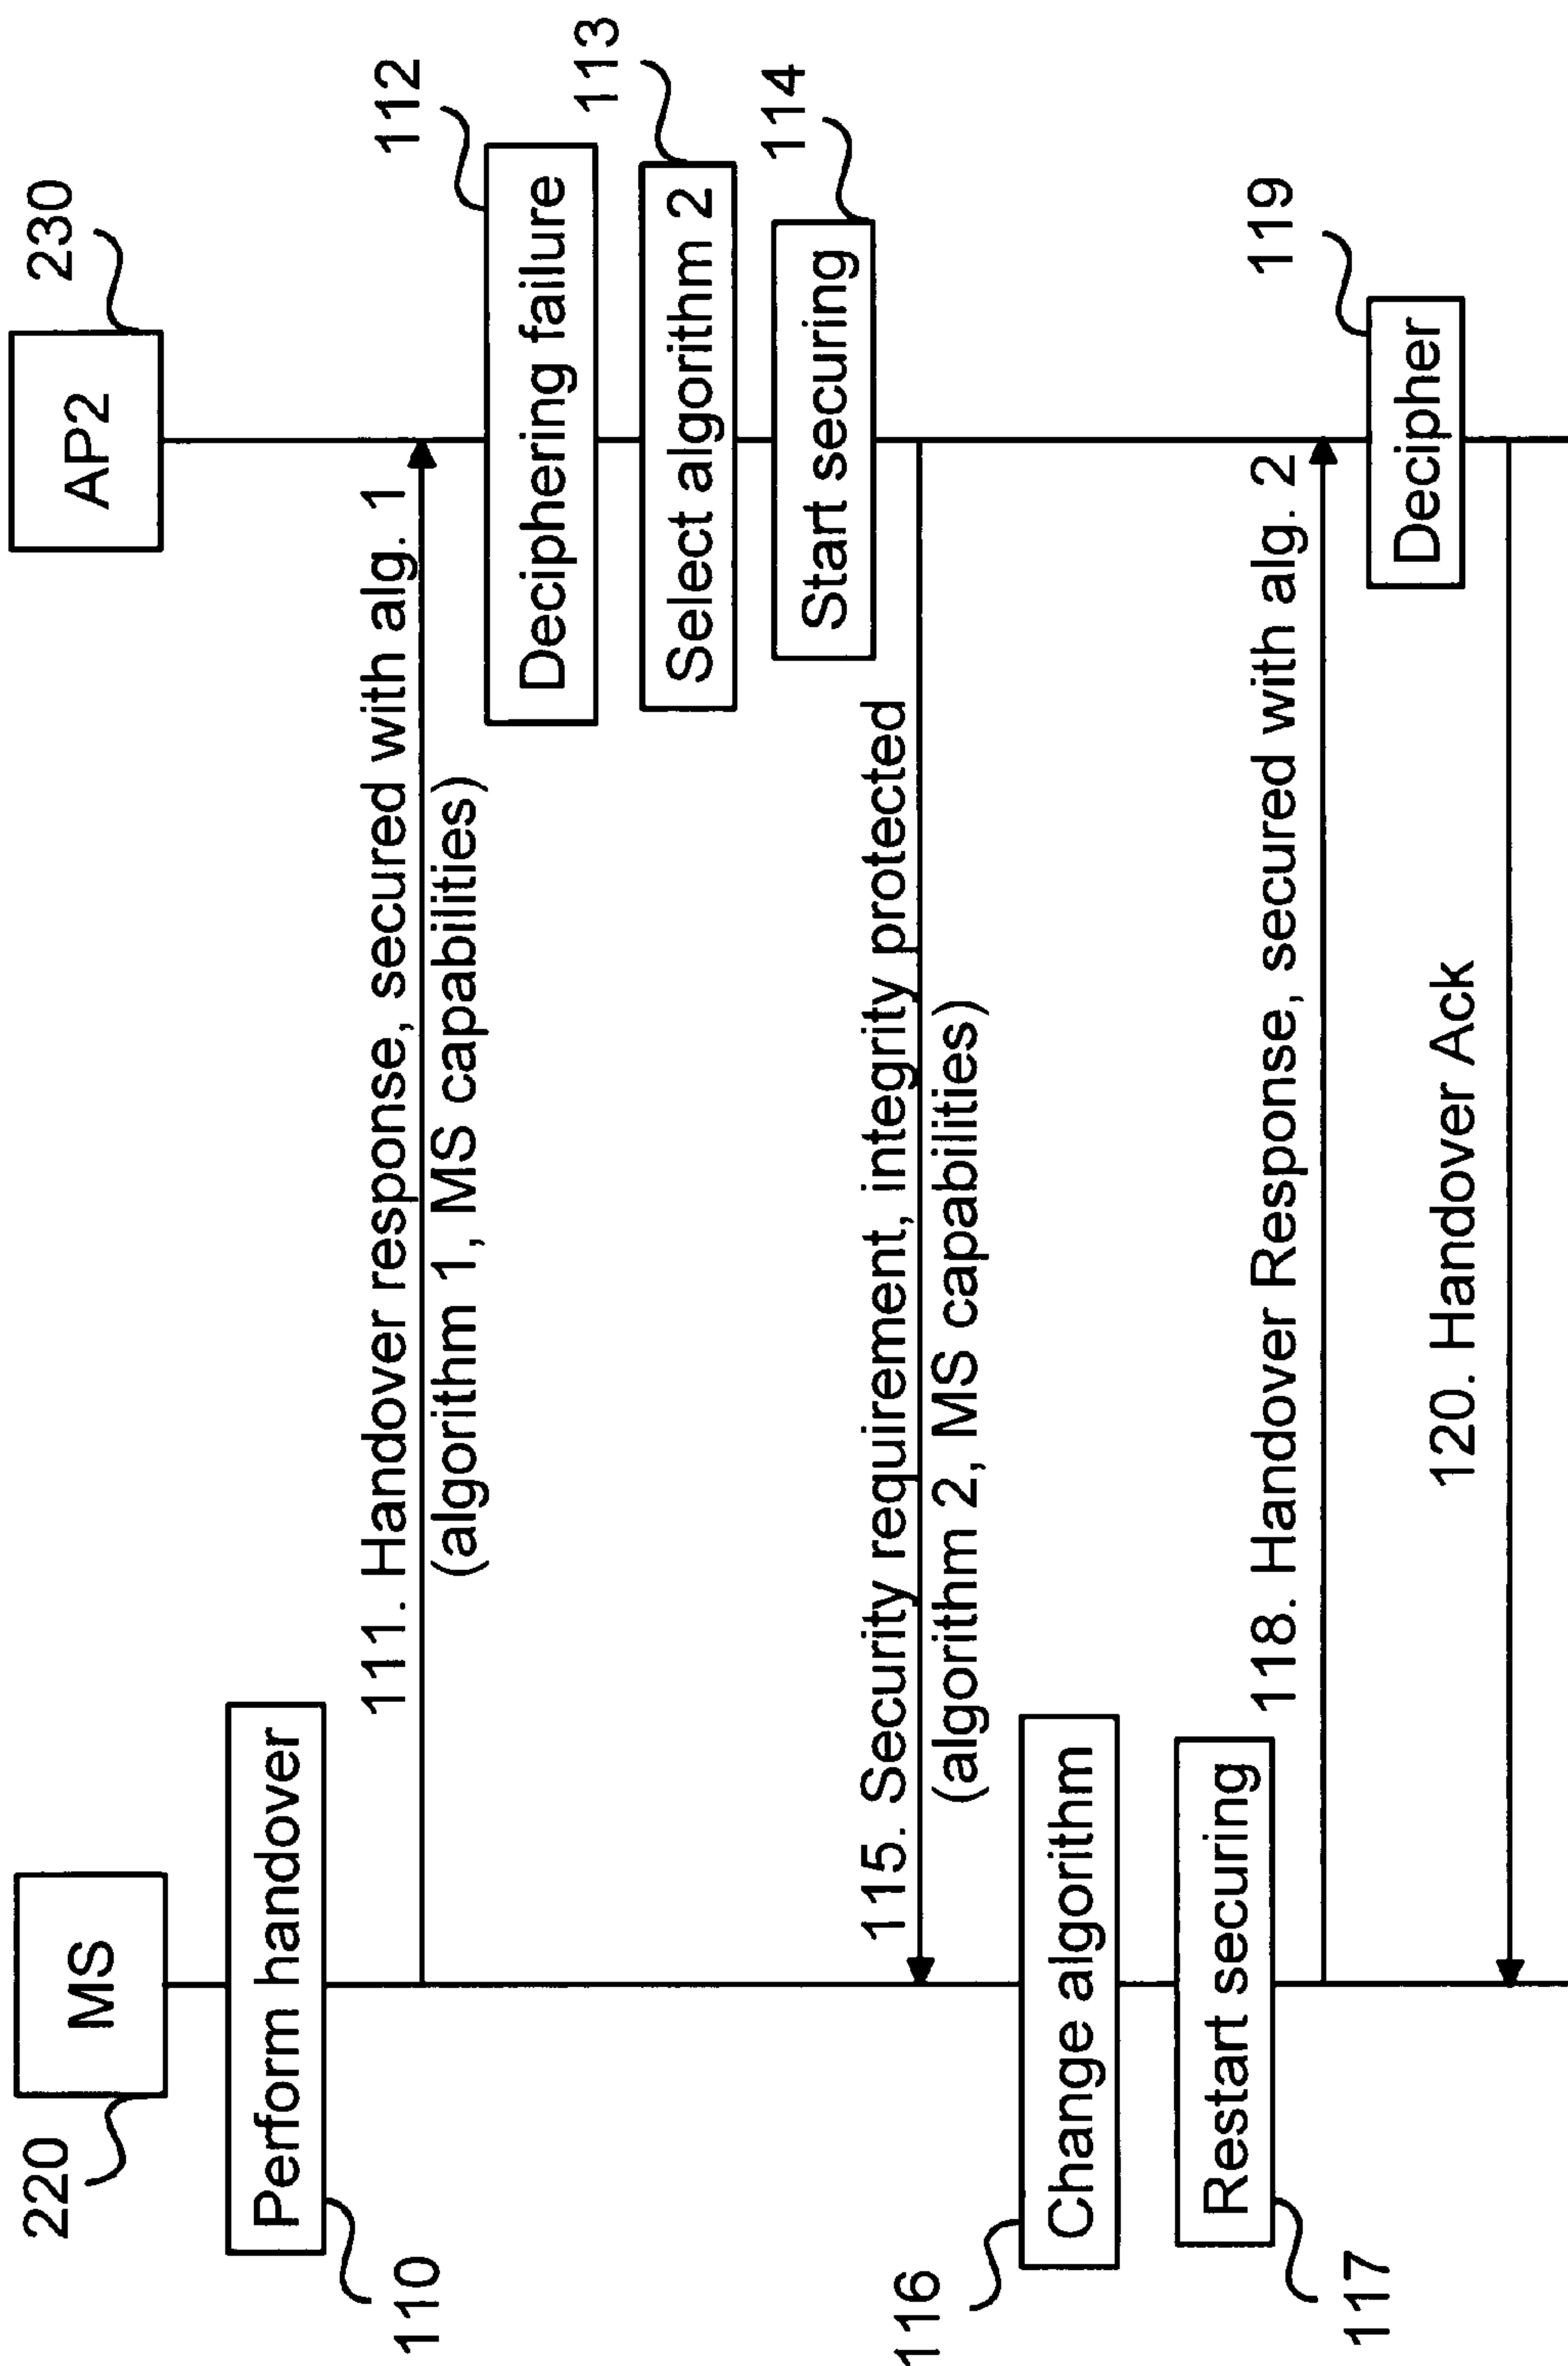 220
MS
AP2
230
Perform handover
110
111. Handover response, secured with alg. 1
(algorithm 1, MS capabilities)
Deciphering failure
112
Select algorithm 2
113
Start securing
114
115. Security requirement, integrity protected
(algorithm 2, MS capabilities)
116
Change algorithm
Restart securing
117
118. Handover Response, secured with alg. 2
Decipher
119
120. Handover Ack